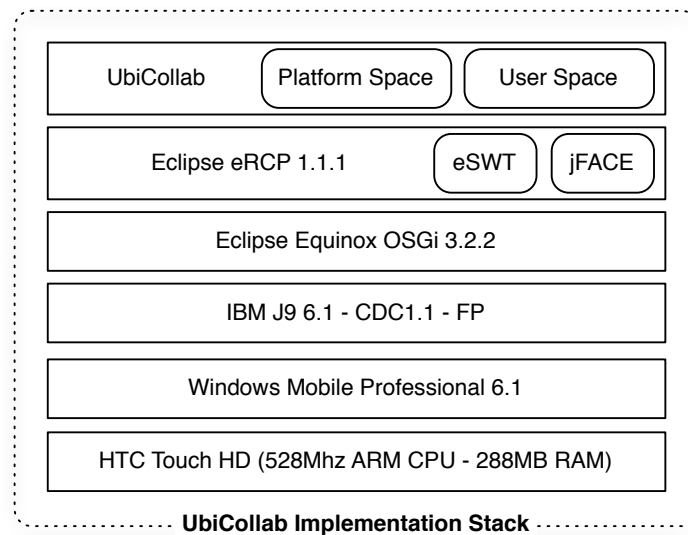 UbiCollab Platform Space User Space
Eclipse eRCP 1.1.1 eSWT jFACE
Eclipse Equinox OSGi 3.2.2
IBM J9 6.1 - CDC1.1 - FP
Windows Mobile Professional 6.1
HTC Touch HD (528Mhz ARM CPU - 288MB RAM)
UbiCollab Implementation Stack